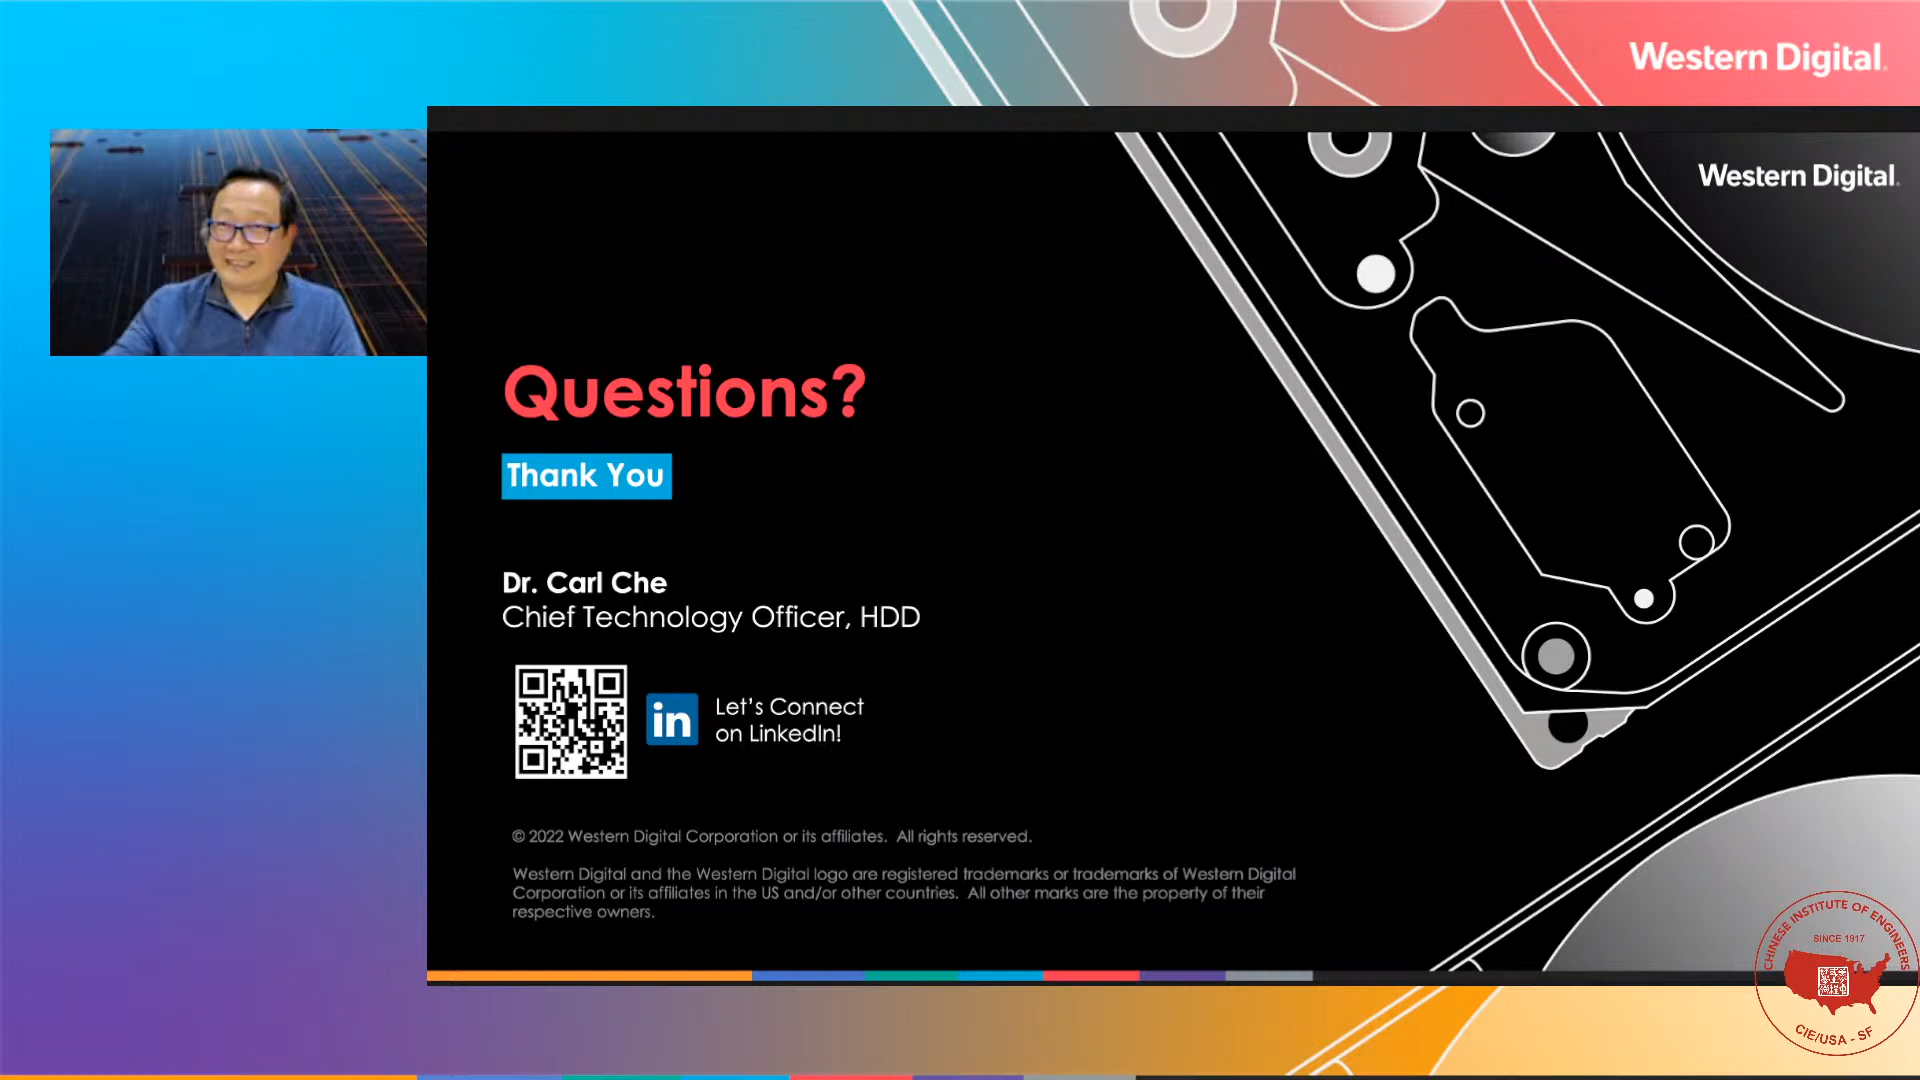 Western Digital.
Western Digital.
Questions?
Thank You
Dr. Carl Che
Chief Technology Officer, HDD
in
Let's Connect
on LinkedIn!
© 2022 Western Digital Corporation or its affiliates. All rights reserved.
Western Digital and the Western Digital logo are registered trademarks or trademarks of Western Digital
Corporation or its affiliates in the US and/or other countries. All other marks are the property of their
respective owners.
CHINESE INSTITUTE OF ENGINEERS
SINCE 1917
CIE/USA - SF